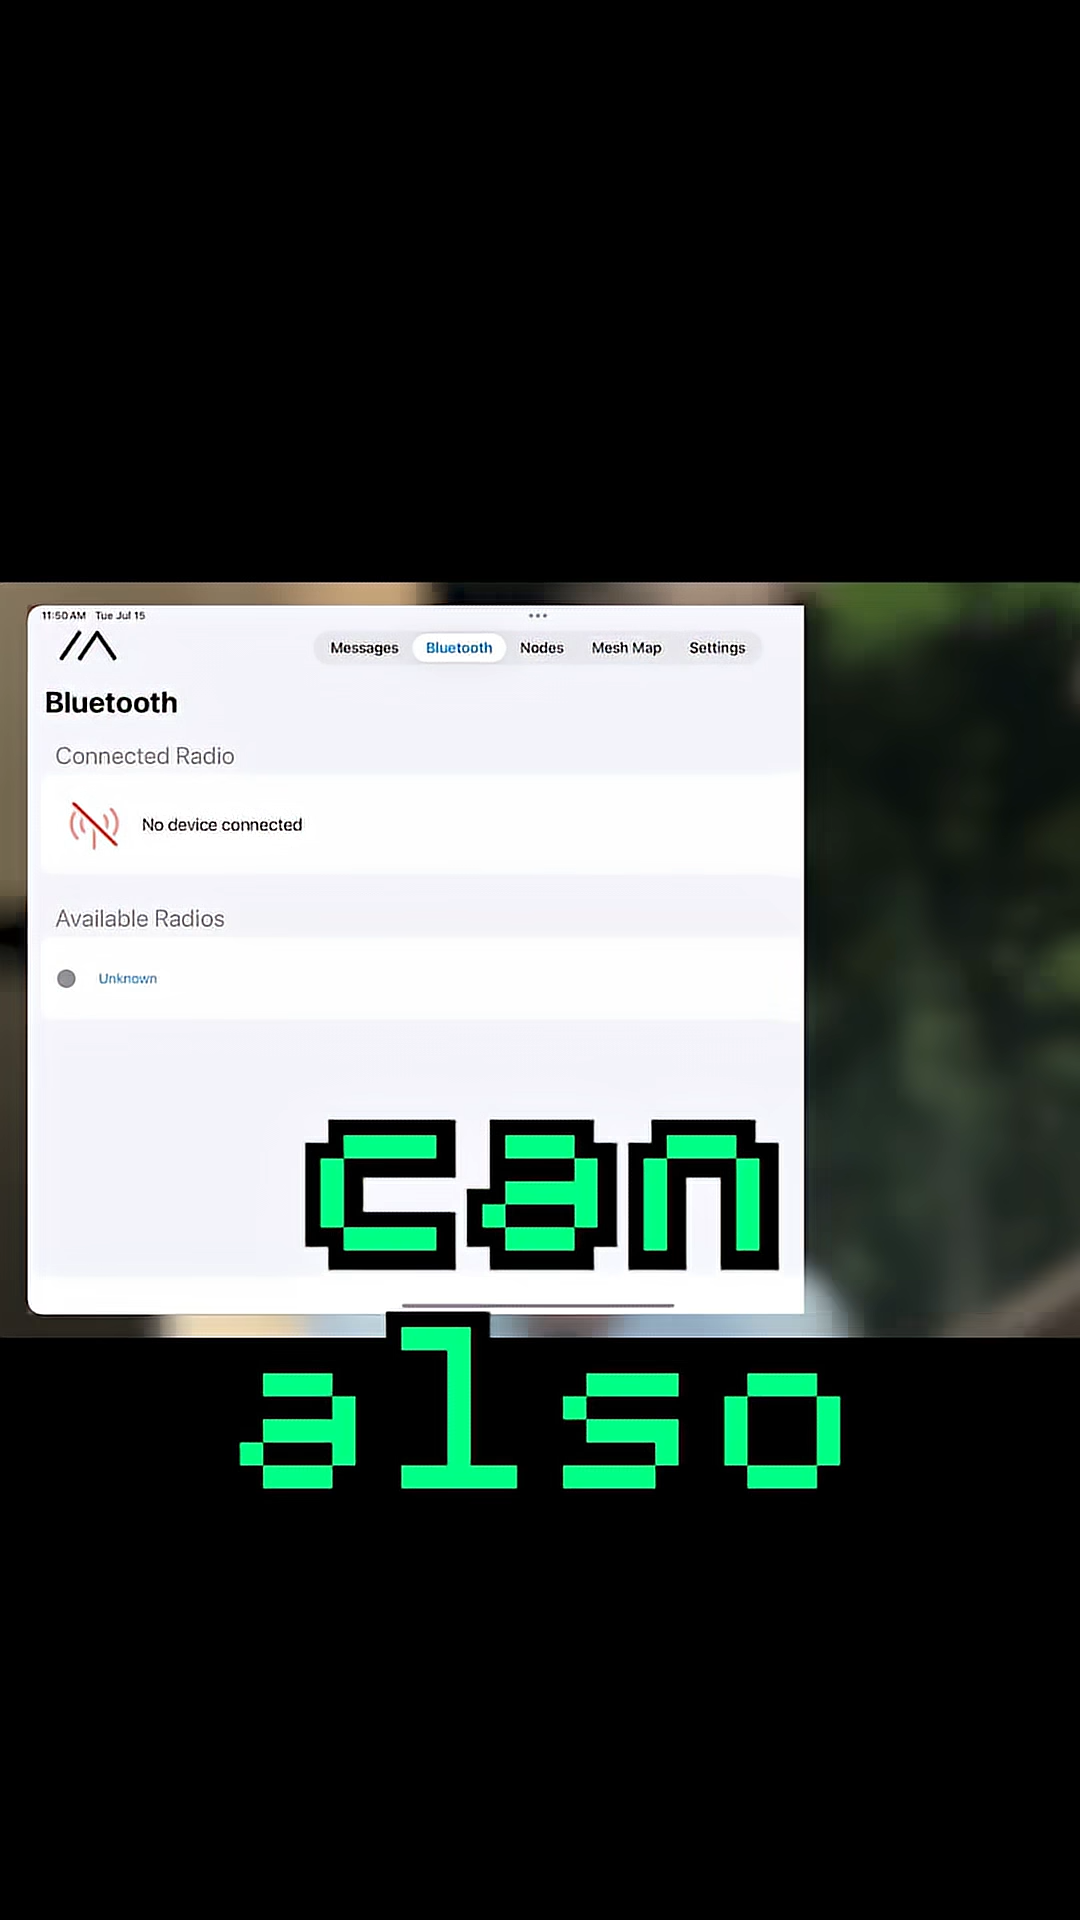 11:50 AM Tue Jul 15
Messages Bluetooth Nodes Mesh Map Settings
Bluetooth
Connected Radio
No device connected
Available Radios
Unknown
can
also